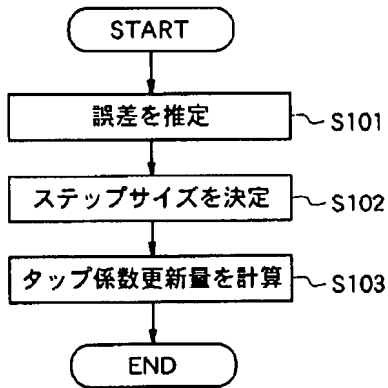 START
誤差を推定
S101
ステップサイズを決定
S102
タップ係数更新量を計算
S103
END